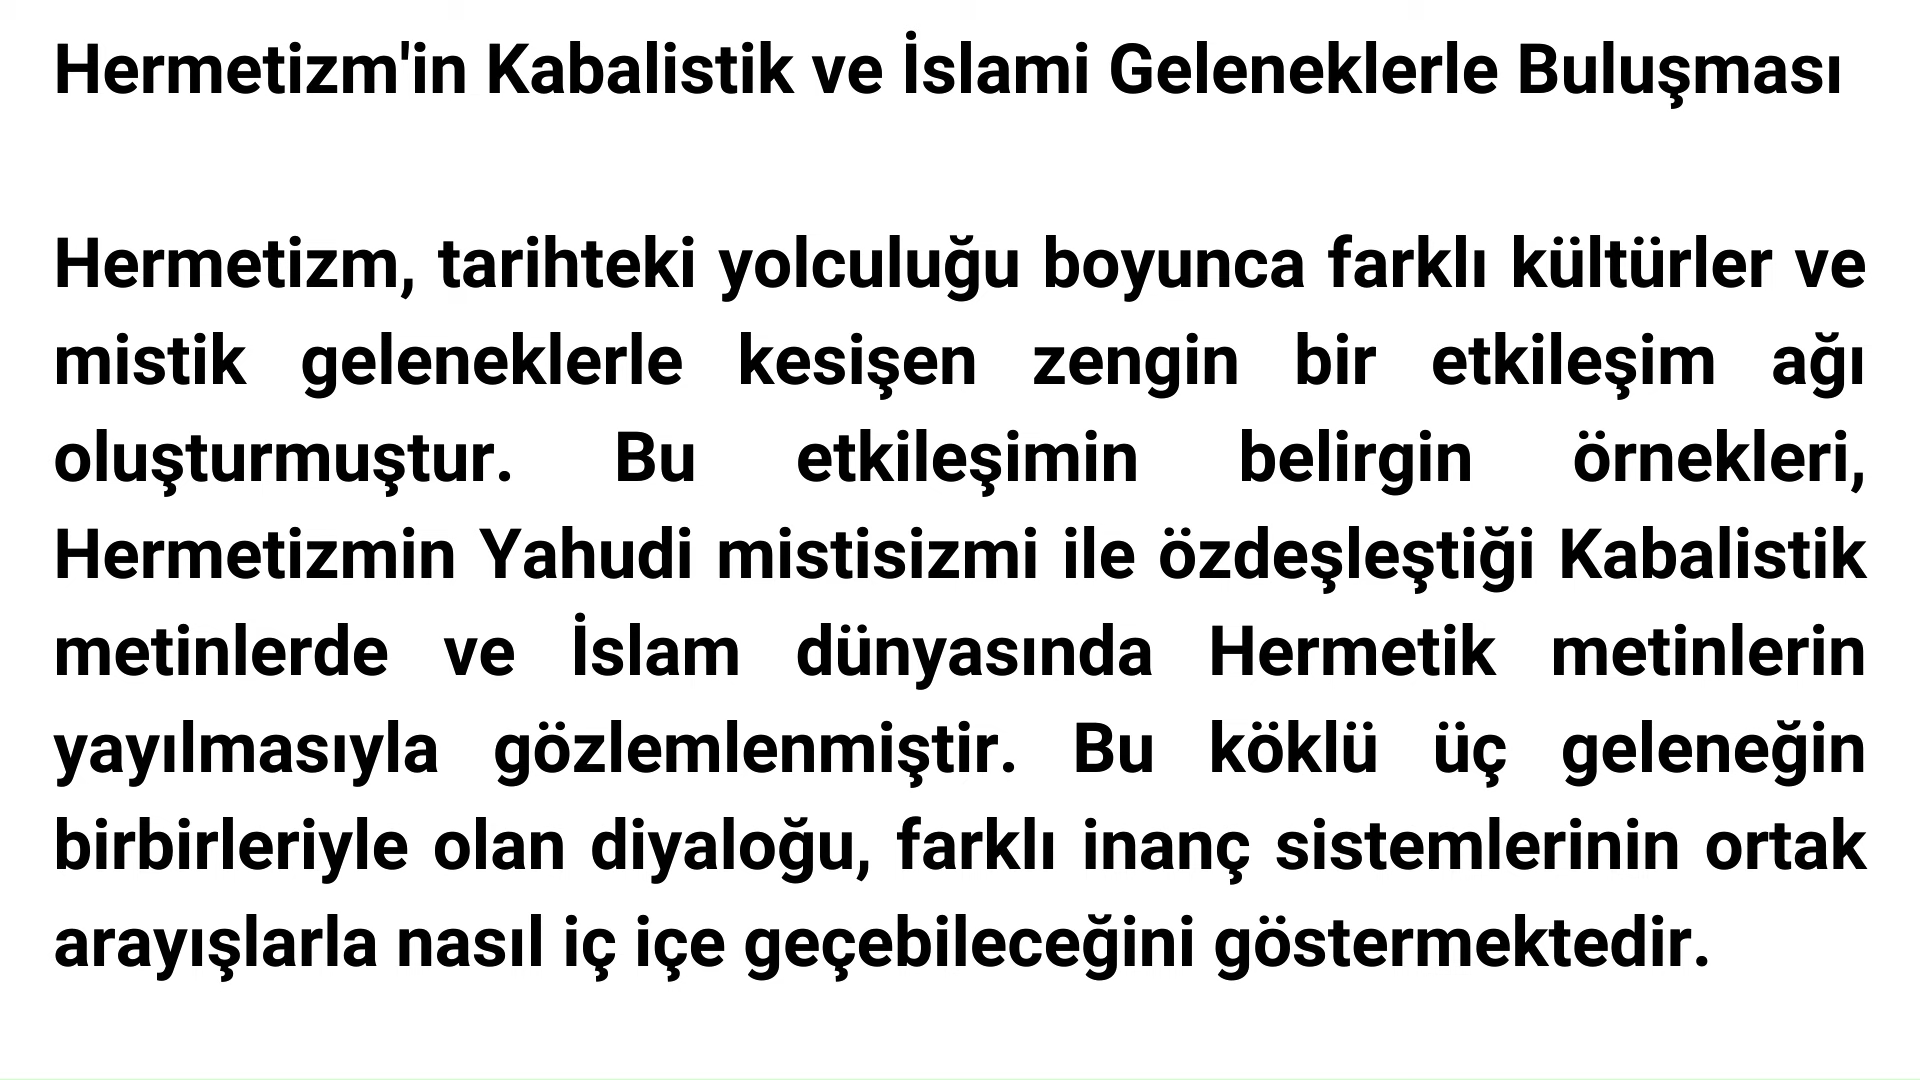 Hermetizm'in Kabalistik ve İslami Geleneklerle Buluşması
Hermetizm, tarihteki yolculuğu boyunca farklı kültürler ve
mistik geleneklerle kesişen zengin bir etkileşim ağı
oluşturmuştur. Bu etkileşimin belirgin örnekleri,
Hermetizmin Yahudi mistisizmi ile özdeşleştiği Kabalistik
metinlerde ve İslam dünyasında Hermetik metinlerin
yayılmasıyla gözlemlenmiştir. Bu köklü üç geleneğin
birbirleriyle olan diyaloğu, farklı inanç sistemlerinin ortak
arayışlarla nasıl iç içe geçebileceğini göstermektedir.